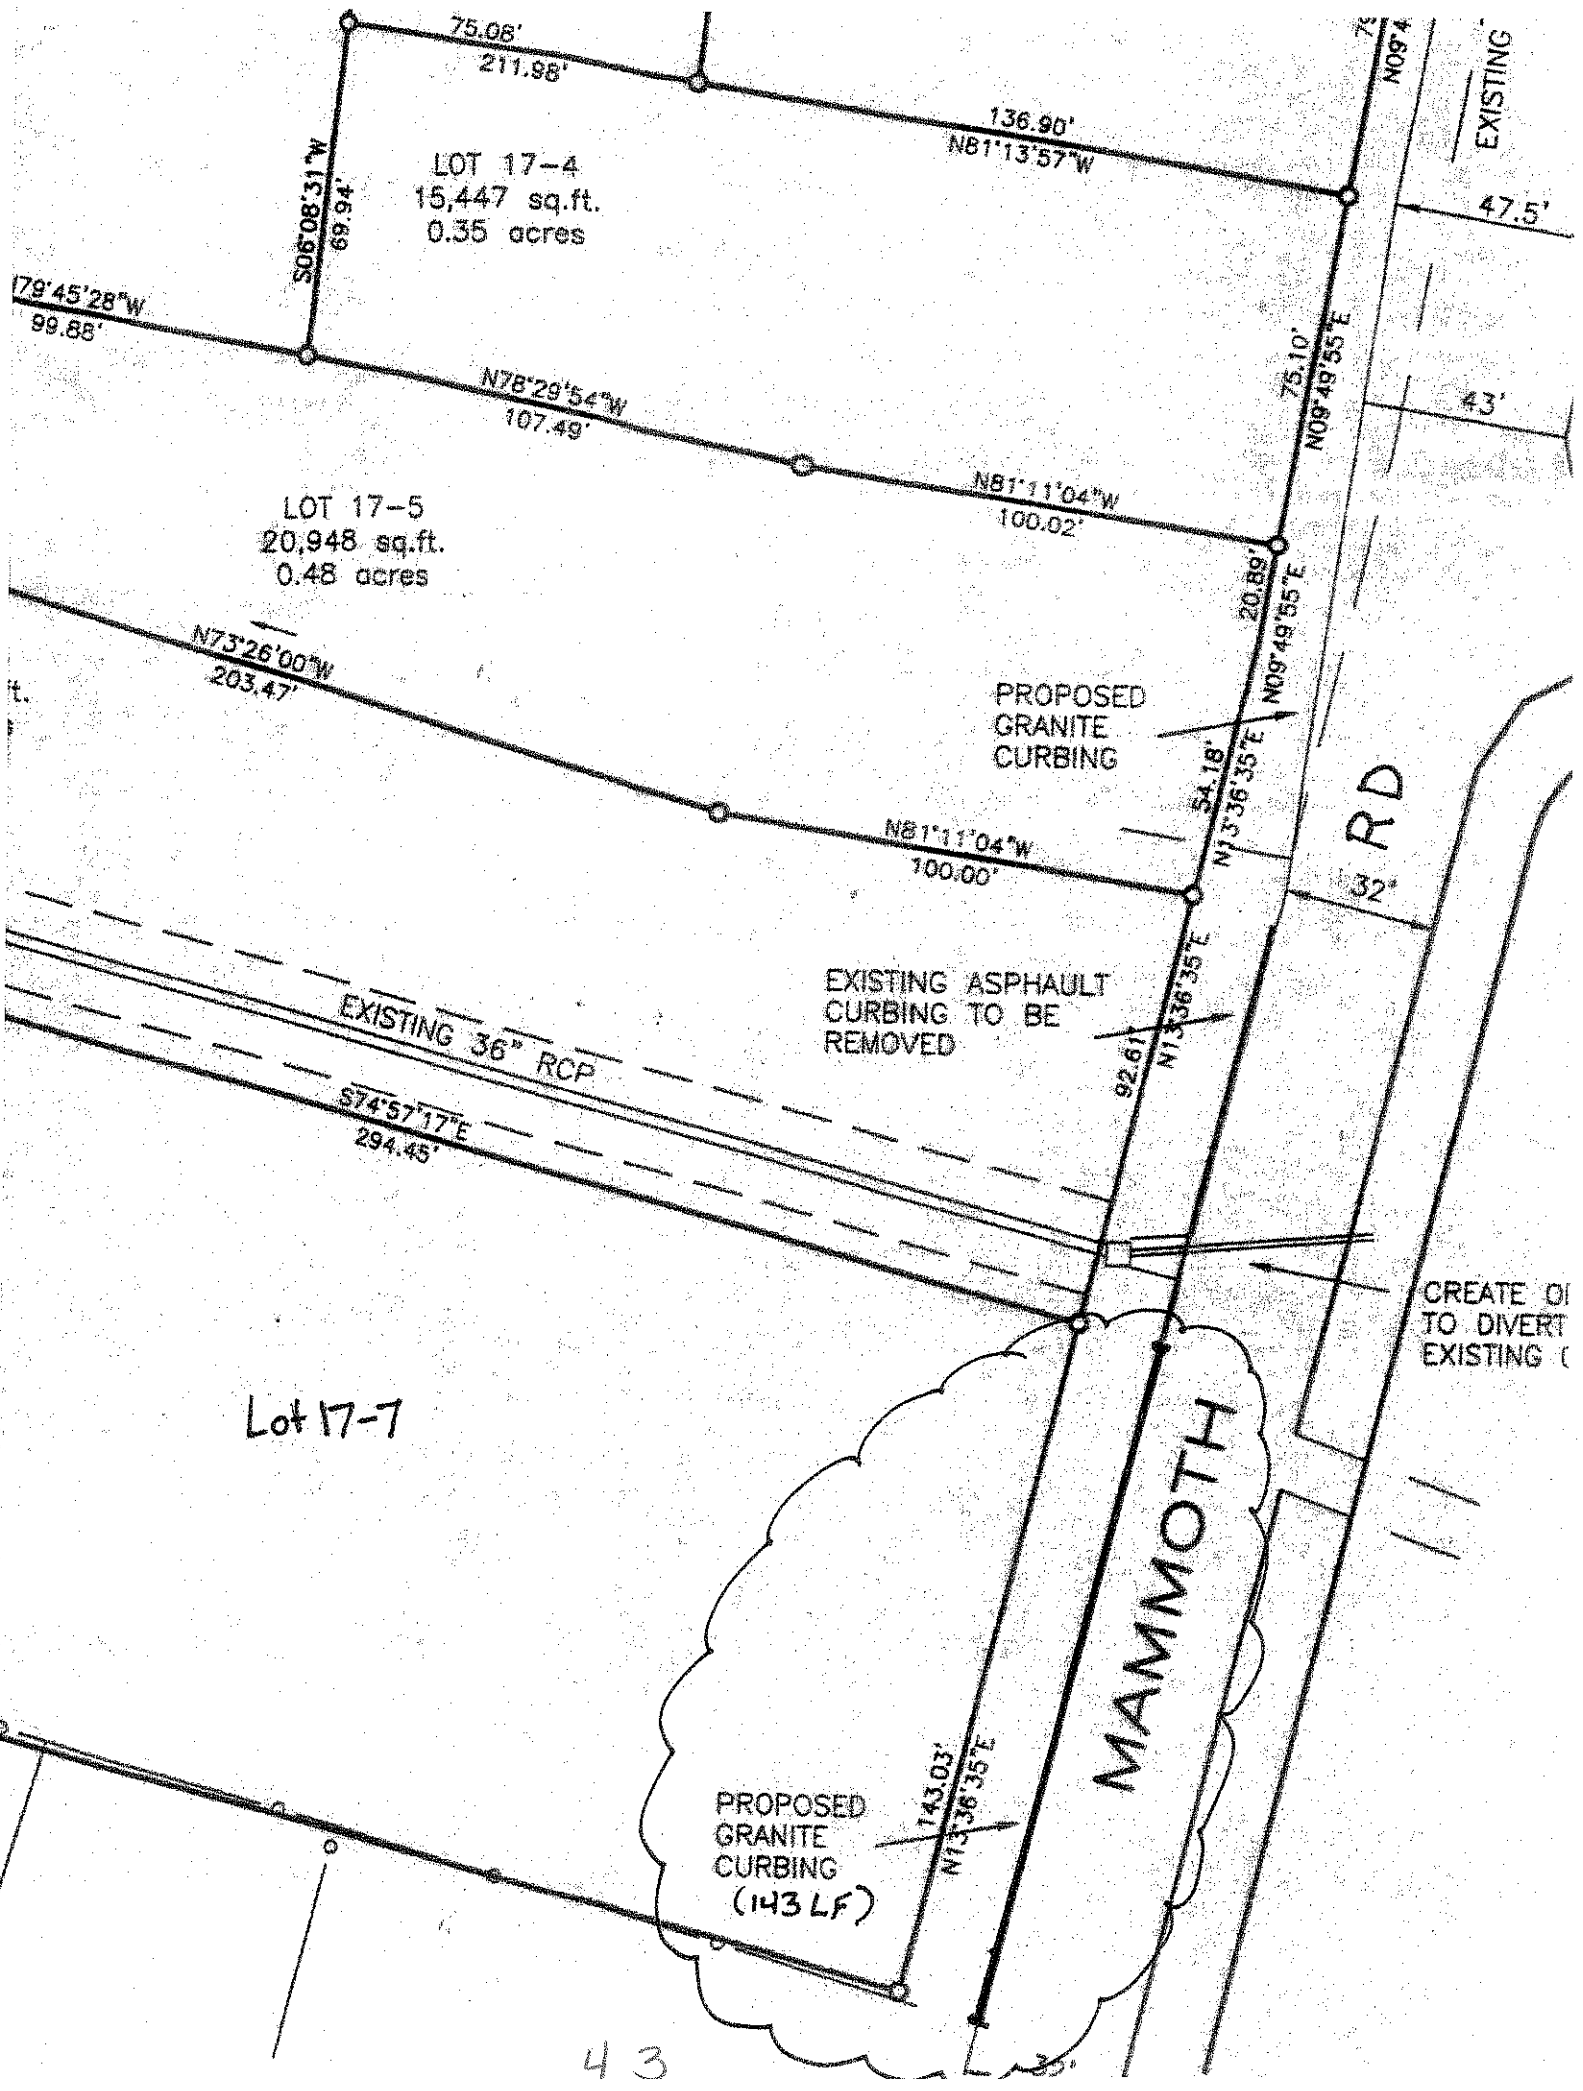 75.08'
211.98'
136.90'
N81°13'57"W
EXISTING
LOT 17-4
15,447 sq.ft.
0.35 acres
S06°08'31"W
69.94'
47.5'
79°45'28"W
99.88'
75.10'
N09°49'55"E
43'
N78°29'54"W
107.49'
N81°11'04"W
100.02'
LOT 17-5
20,948 sq.ft.
0.48 acres
20.89'
N09°49'55"E
N73°26'00"W
203.47'
ft.
PROPOSED
GRANITE
CURBING
54.18'
N13°36'35"E
RD
N81°11'04"W
100.00'
32'
EXISTING ASPHAULT
CURBING TO BE
REMOVED
92.61'
N13°36'35"E
EXISTING 36" RCP
S74°57'17"E
294.45'
CREATE
TO DIVERT
EXISTING
Lot 17-7
MAMMOTH
143.03'
N13°36'35"E
PROPOSED
GRANITE
CURBING
(143 LF)
43
35'